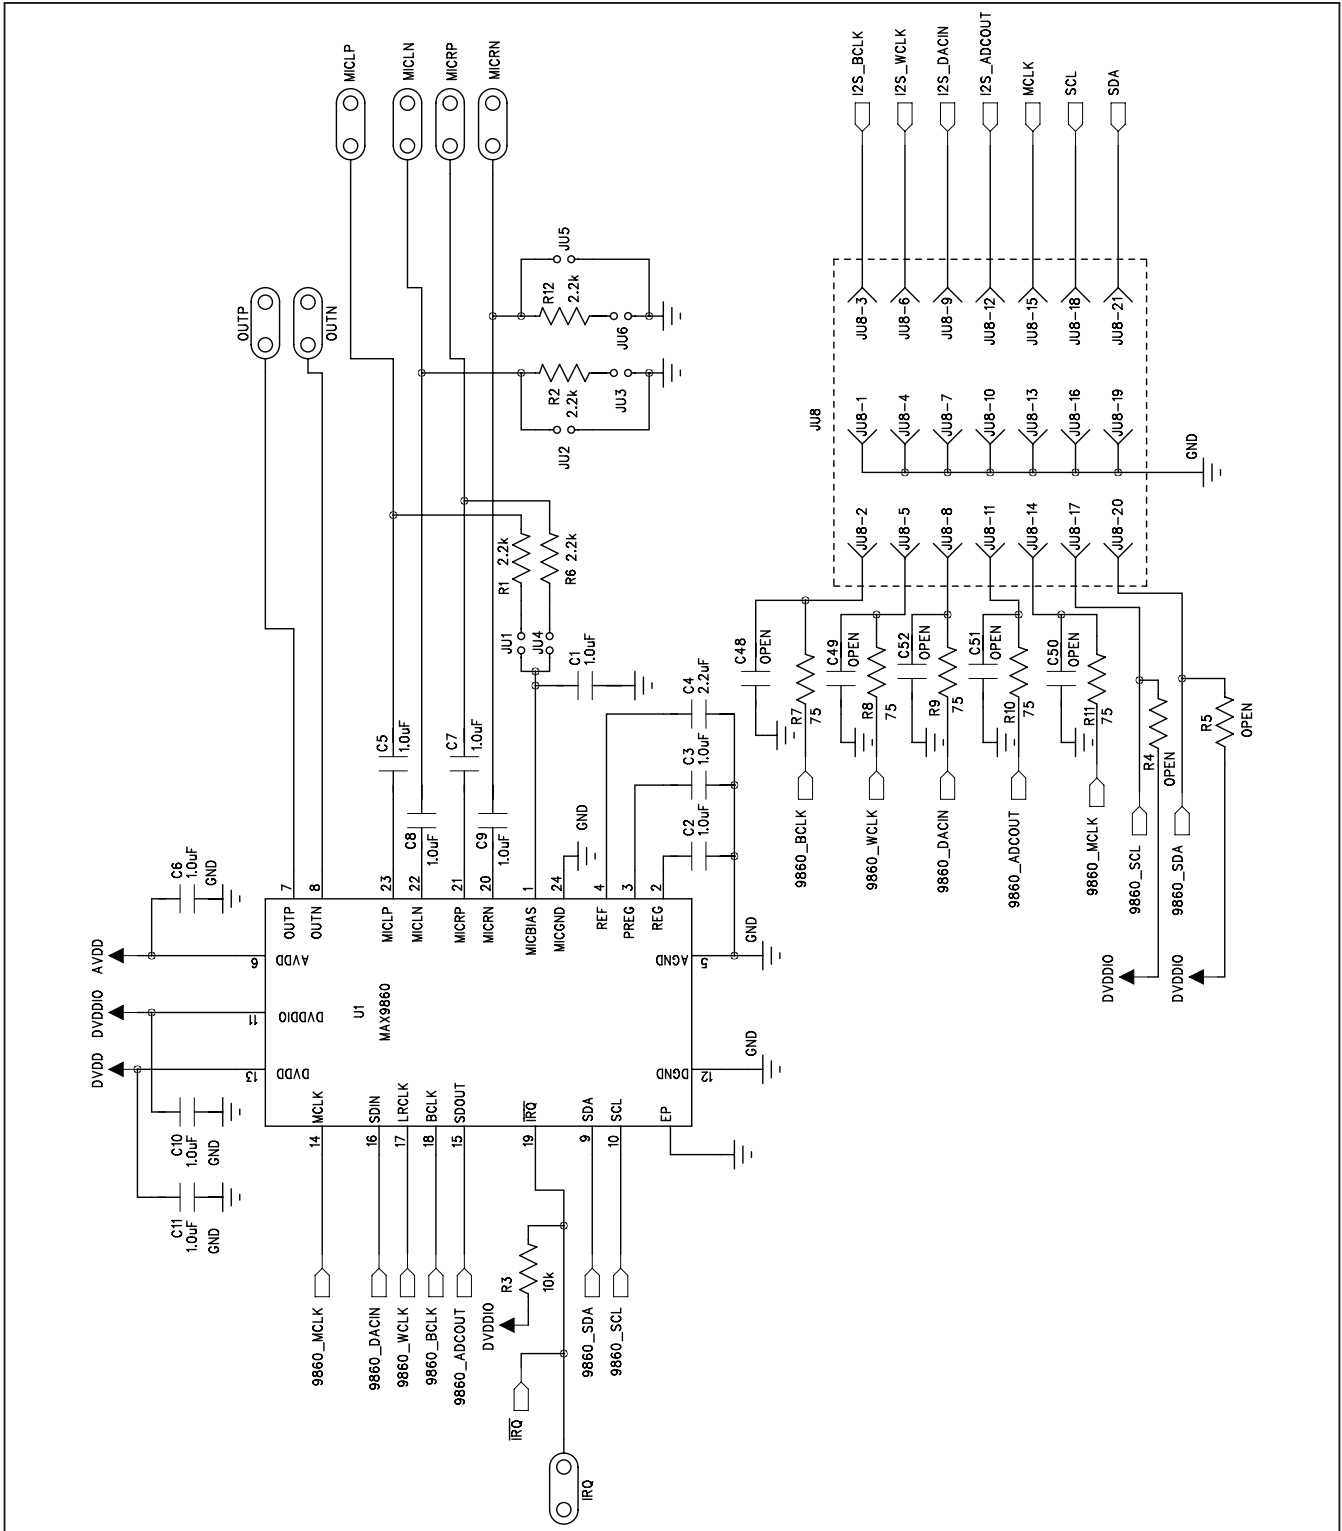 MICLP
MICLN
MICRP
MICRN
OUTP
OUTN
JU5
R12
2.2k
JU6
R2
2.2k
JU3
JU2
R1
2.2k
R6 2.2k
JU1
JU4
C1
1.0uF
C5
1.0uF
C7
1.0uF
C8
1.0uF
C9
1.0uF
C4
2.2uF
C3
1.0uF
C2
1.0uF
GND
C6
1.0uF
GND
AVDD
DVDDIO
DVDD
7
8
23
22
21
20
1
24
4
3
2
OUTP
OUTN
MICLP
MICLN
MICRP
MICRN
MICBIAS
MICGND
REF
PREG
REG
6
AVDD
11
DVDDIO
13
DVDD
U1
MAX9860
AGND
5
GND
DGND
12
GND
MCLK
SDIN
LRCLK
BCLK
SDOUT
IRQ
SDA
SCL
EP
14
16
17
18
15
19
9
10
C10
1.0uF
GND
C11
1.0uF
GND
9860_MCLK
9860_DACIN
9860_WCLK
9860_BCLK
9860_ADCOUT
R3
10k
DVDDIO
9860_SDA
9860_SCL
IRQ
IRQ
I2S_BCLK
I2S_WCLK
I2S_DACIN
I2S_ADCOUT
MCLK
SCL
SDA
JU8-3
JU8-6
JU8-9
JU8-12
JU8-15
JU8-18
JU8-21
JU8
JU8-1
JU8-4
JU8-7
JU8-10
JU8-13
JU8-16
JU8-19
GND
JU8-2
JU8-5
JU8-8
JU8-11
JU8-14
JU8-17
JU8-20
C48
OPEN
C49
OPEN
C52
OPEN
C51
OPEN
C50
OPEN
R7
75
R8
75
R9
75
R10
75
R11
75
R4
OPEN
R5
OPEN
9860_BCLK
9860_WCLK
9860_DACIN
9860_ADCOUT
9860_MCLK
9860_SCL
9860_SDA
DVDDIO
DVDDIO